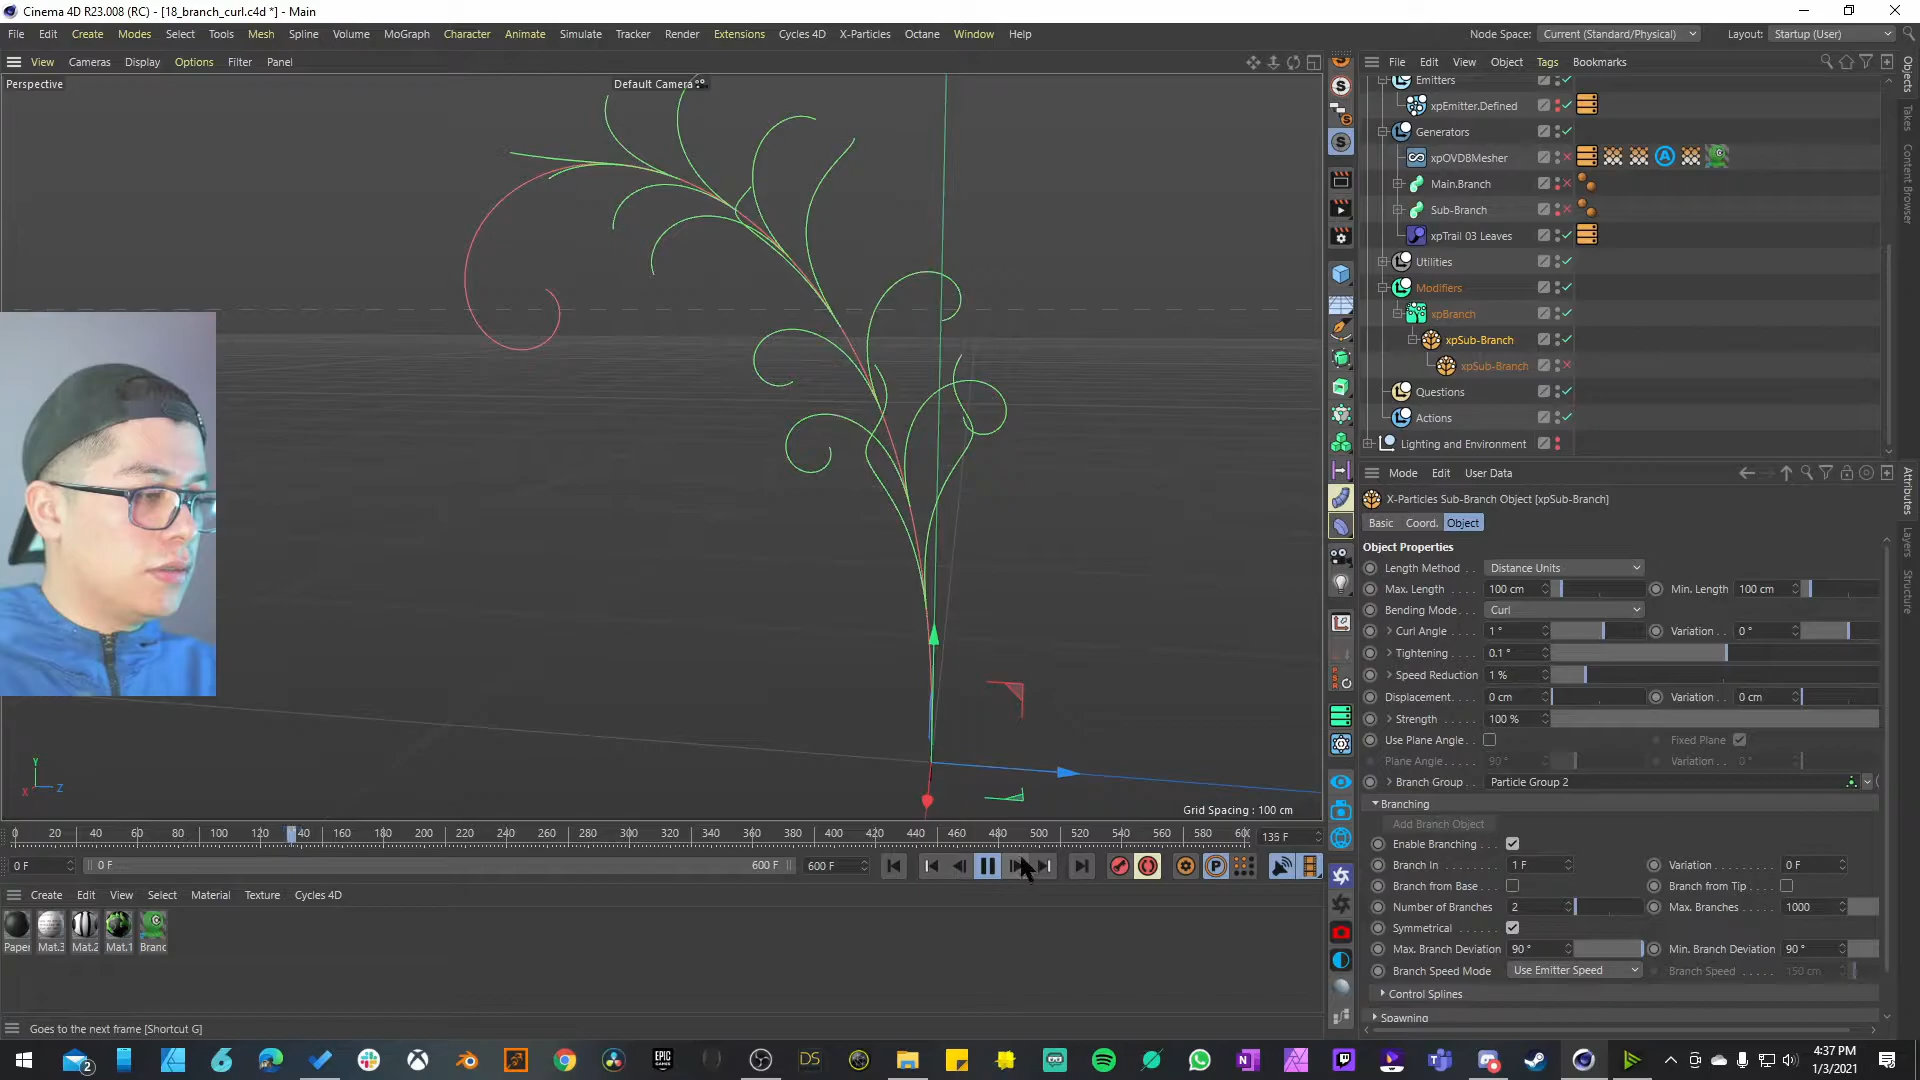 Cinema 4D R23.008 (RC) - [18_branch_curl.c4d *] - Main
File Edit Create Modes Select Tools Mesh Spline Volume MoGraph Character Animate Simulate Tracker Render Extensions Cycles 4D X-Particles Octane Window Help
Node Space: Current (Standard/Physical) Layout: Startup (User)
View Cameras Display Options Filter Panel
File Edit View Object Tags Bookmarks
Perspective
Default Camera
Emitters
xpEmitter.Defined
Generators
xpOVDBMesher
Main.Branch
Sub-Branch
xpTrail 03 Leaves
Utilities
Modifiers
xpBranch
xpSub-Branch
xpSub-Branch
Questions
Actions
Lighting and Environment
Objects
Takes
Content Browser
Attributes
Layers
Structure
Mode Edit User Data
X-Particles Sub-Branch Object [xpSub-Branch]
Basic Coord. Object
Object Properties
Length Method Distance Units
Max. Length 100 cm Min. Length 100 cm
Bending Mode Curl
Curl Angle 1 ° Variation 0 °
Tightening 0.1 °
Speed Reduction 1 %
Displacement 0 cm Variation 0 cm
Strength 100 %
Use Plane Angle Fixed Plane
Plane Angle 90 ° Variation 0 °
Branch Group Particle Group 2
Branching
Add Branch Object
Enable Branching
Branch In 1 F Variation 0 F
Branch from Base Branch from Tip
Number of Branches 2 Max. Branches 1000
Symmetrical
Max. Branch Deviation 90 ° Min. Branch Deviation 90 °
Branch Speed Mode Use Emitter Speed Branch Speed 150 cm
Control Splines
Spawning
Y
X Z
Grid Spacing : 100 cm
0 20 40 60 80 100 120 40 160 180 200 220 240 260 280 300 320 340 360 380 400 420 440 460 480 500 520 540 560 580 60 135 F
0 F 0 F 600 F 600 F
Create Edit View Select Material Texture Cycles 4D
Paper Mat.3 Mat.2 Mat.1 Branc
Goes to the next frame [Shortcut G]
2
EPIC GAMES
DS
4:37 PM
1/3/2021